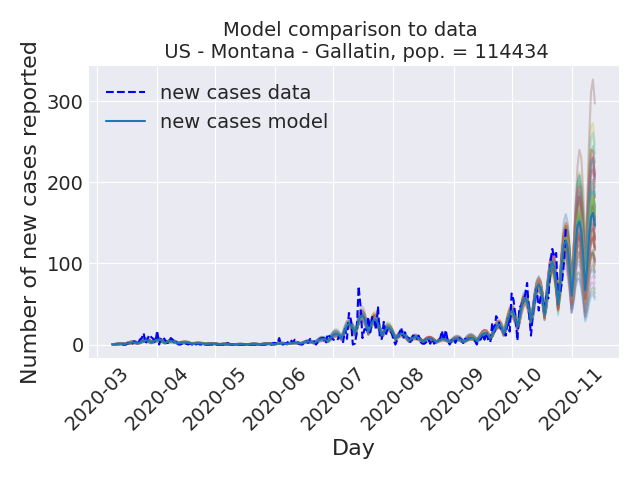 Model comparison to data
US - Montana - Gallatin, pop. = 114434
Number of new cases reported
300
200
100
0
new cases data
new cases model
2020-03
2020-04
2020-05
2020-06
2020-07
2020-08
2020-09
2020-10
2020-11
Day